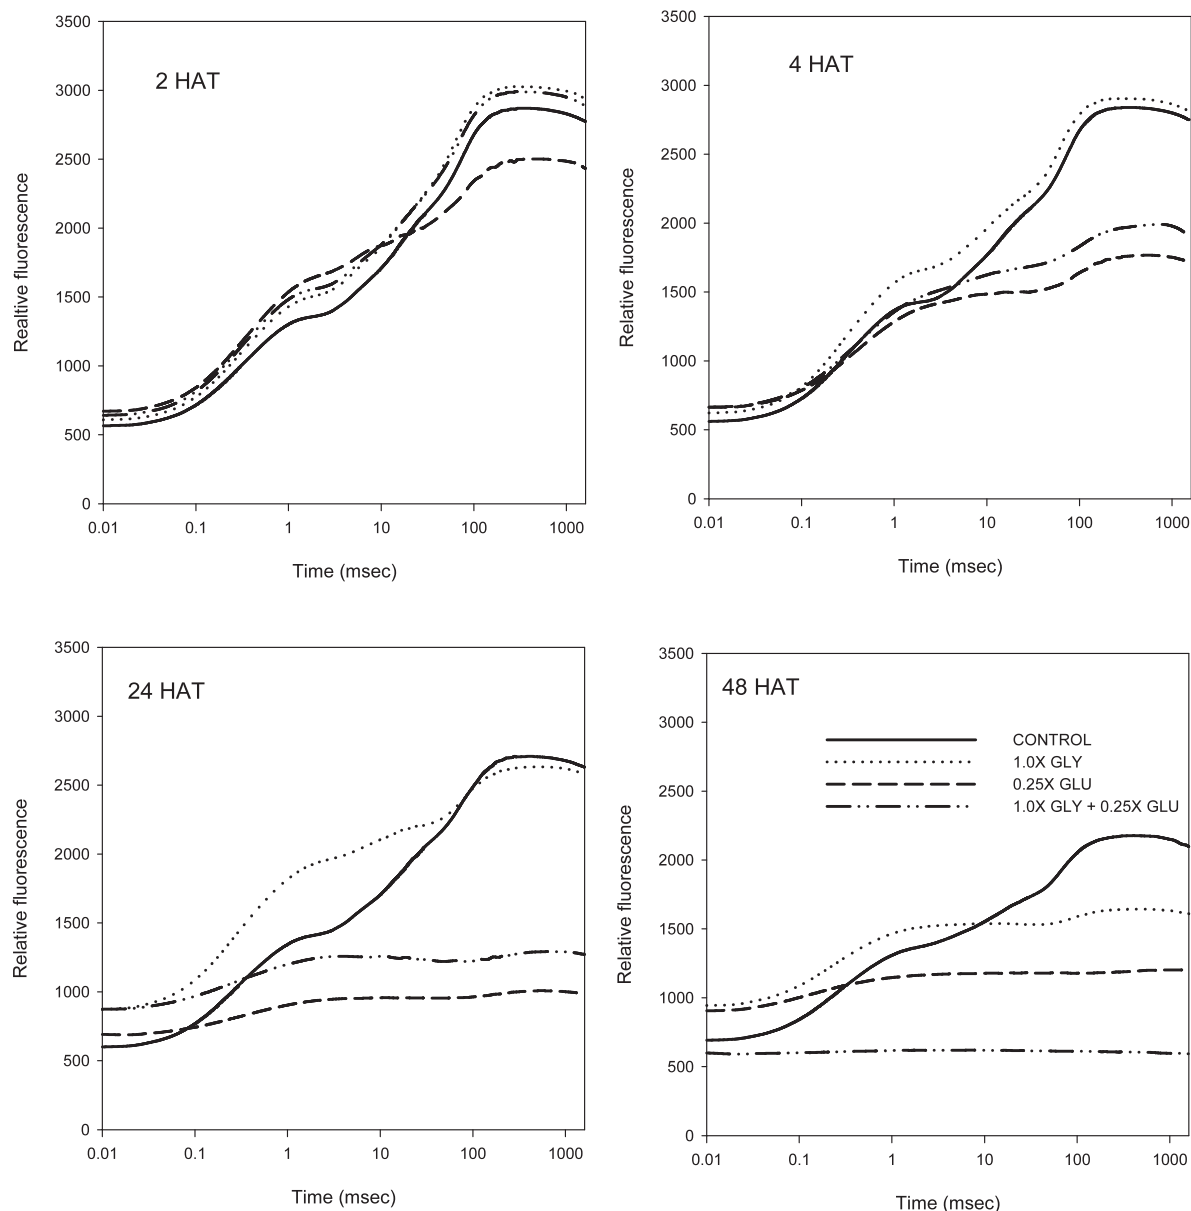 3500
3000
2500
2000
1500
1000
500
0
Realtive fluorescence
2 HAT
0.01 0.1 1 10 100 1000
Time (msec)
3500
3000
2500
2000
1500
1000
500
0
Relative fluorescence
4 HAT
0.01 0.1 1 10 100 1000
Time (msec)
3500
3000
2500
2000
1500
1000
500
0
Relative fluorescence
24 HAT
0.01 0.1 1 10 100 1000
Time (msec)
3500
3000
2500
2000
1500
1000
500
0
Relative fluorescence
48 HAT
CONTROL
1.0X GLY
0.25X GLU
1.0X GLY + 0.25X GLU
0.01 0.1 1 10 100 1000
Time (msec)